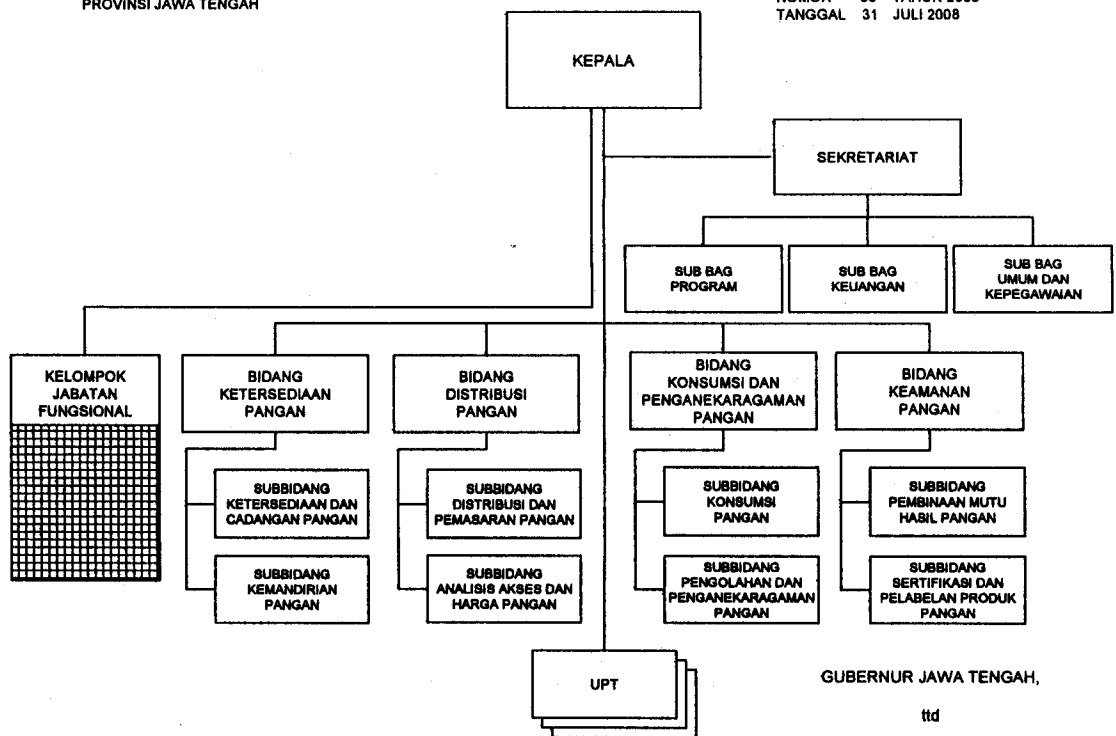 PROVINSI JAWA TENGAH
TANGGAL 31 JULI 2008
KEPALA
SEKRETARIAT
SUB BAG
PROGRAM
SUB BAG
KEUANGAN
SUB BAG
UMUM DAN
KEPEGAWAIAN
KELOMPOK
JABATAN
FUNGSIONAL
BIDANG
KETERSEDIAAN
PANGAN
BIDANG
DISTRIBUSI
PANGAN
BIDANG
KONSUMSI DAN
PENGANEKARAGAMAN
PANGAN
BIDANG
KEAMANAN
PANGAN
SUBBIDANG
KETERSEDIAAN DAN
CADANGAN PANGAN
SUBBIDANG
DISTRIBUSI DAN
PEMASARAN PANGAN
SUBBIDANG
KONSUMSI
PANGAN
SUBBIDANG
PEMBINAAN MUTU
HASIL PANGAN
SUBBIDANG
KEMANDIRIAN
PANGAN
SUBBIDANG
ANALISIS AKSES DAN
HARGA PANGAN
SUBBIDANG
PENGOLAHAN DAN
PENGANEKARAGAMAN
PANGAN
SUBBIDANG
SERTIFIKASI DAN
PELABELAN PRODUK
PANGAN
UPT
GUBERNUR JAWA TENGAH,
ttd